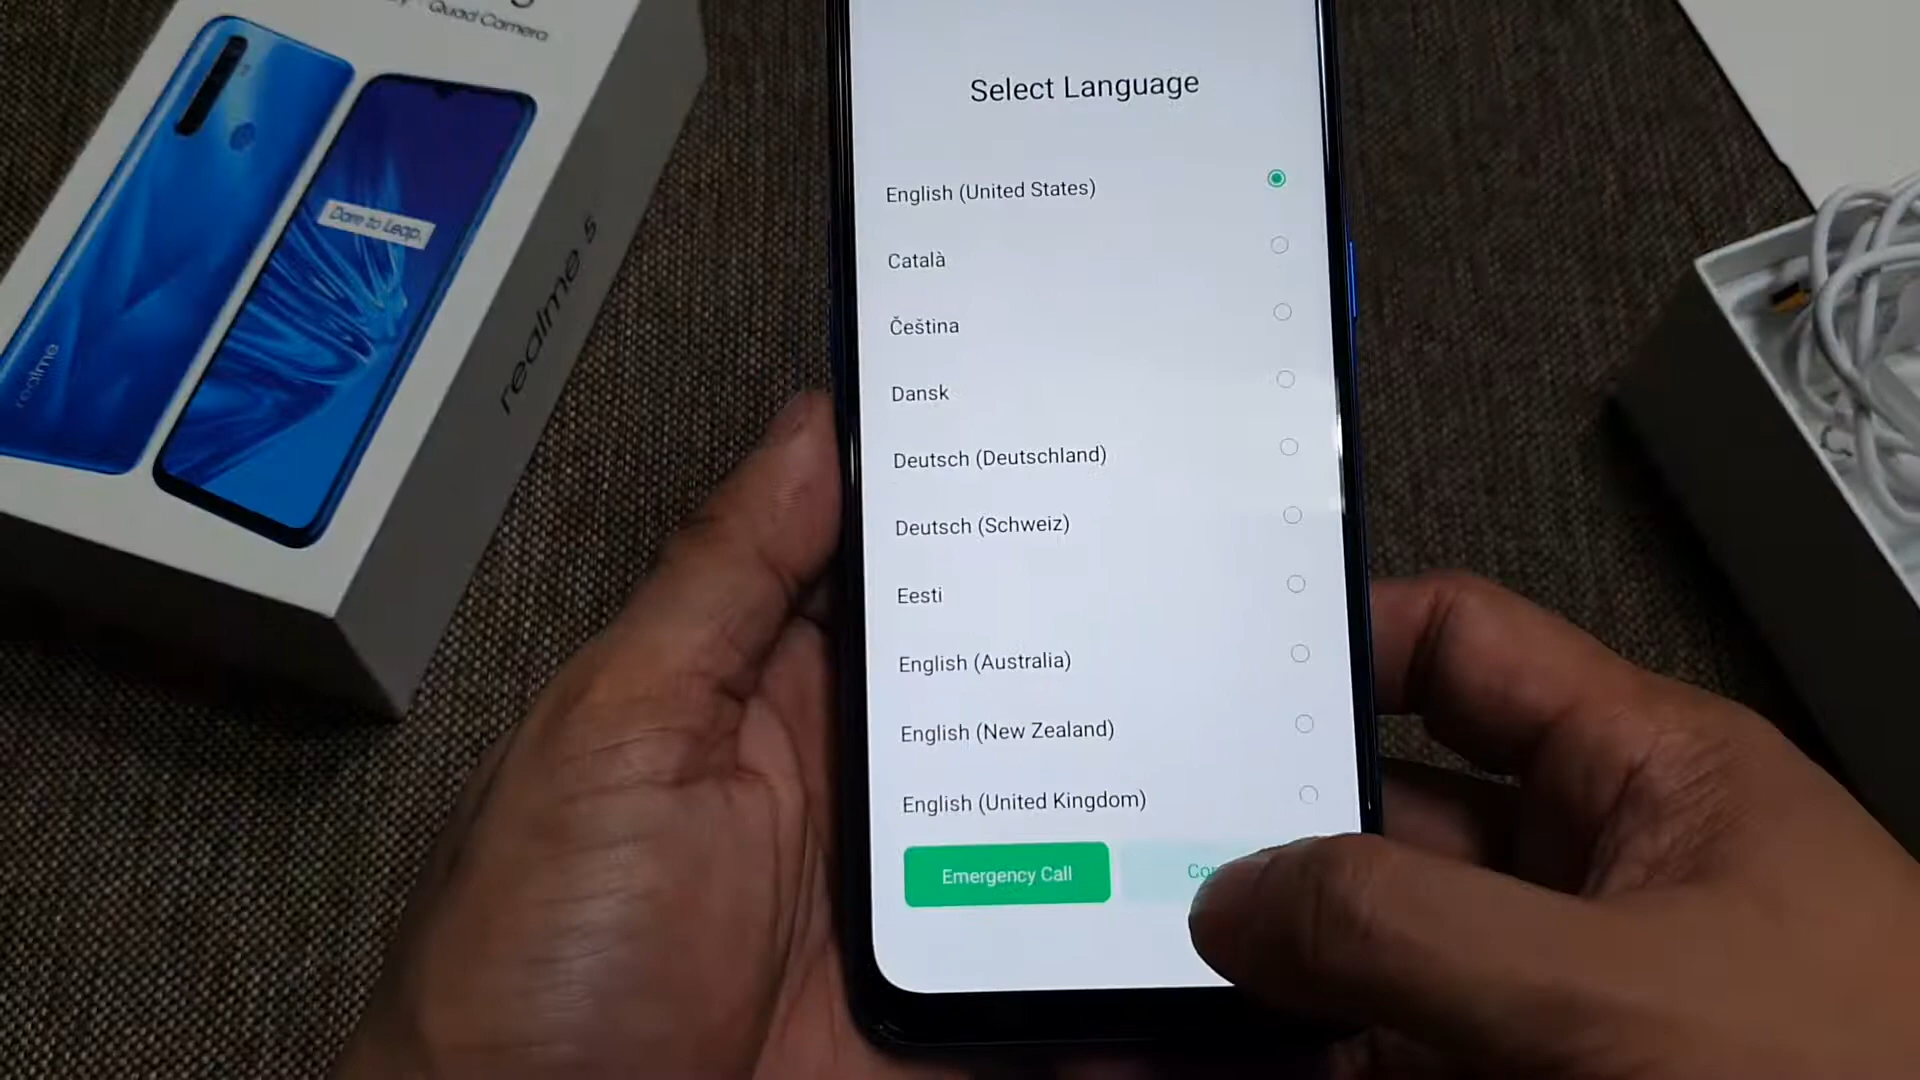 Quad Camera
Dare to Leap.
realme
realme 5
Select Language
English (United States)
Català
Čeština
Dansk
Deutsch (Deutschland)
Deutsch (Schweiz)
Eesti
English (Australia)
English (New Zealand)
English (United Kingdom)
Emergency Call